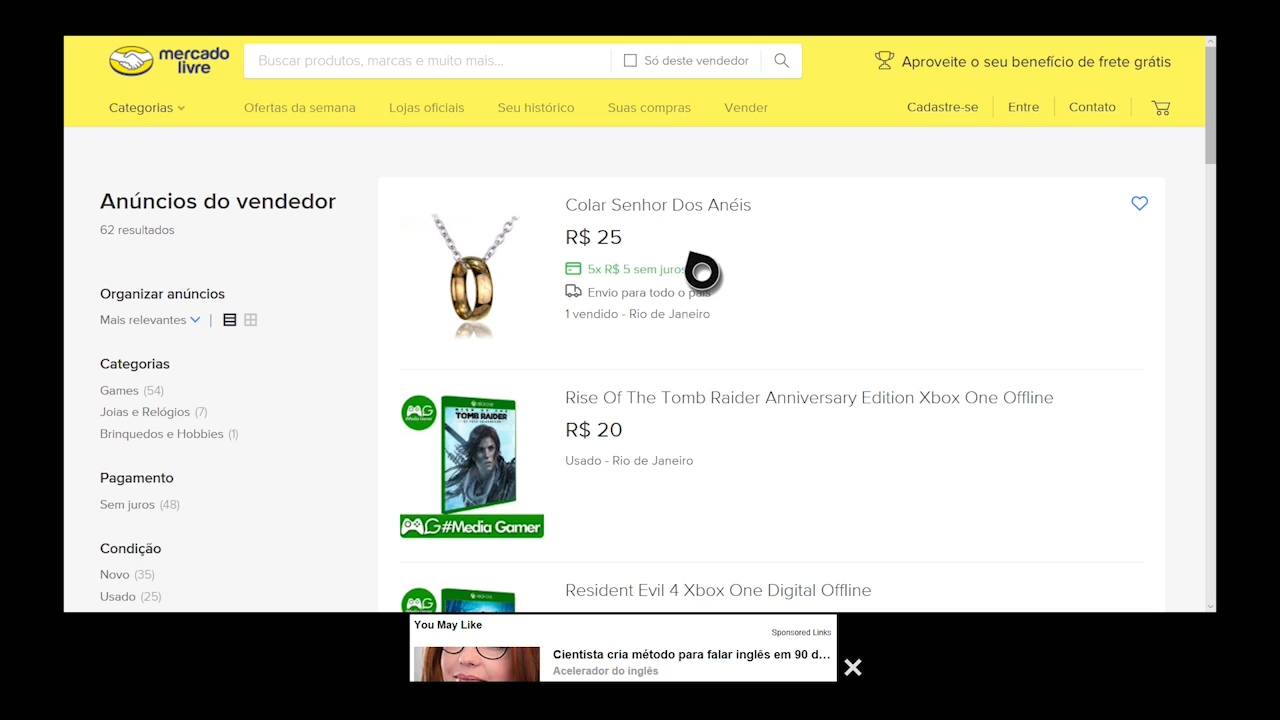 mercado
livre
Buscar produtos, marcas e muito mais...
Só deste vendedor
Aproveite o seu benefício de frete grátis
Categorias
Ofertas da semana
Lojas oficiais
Seu histórico
Suas compras
Vender
Cadastre-se
Entre
Contato
Anúncios do vendedor
62 resultados
Organizar anúncios
Mais relevantes
Categorias
Games (54)
Joias e Relógios (7)
Brinquedos e Hobbies (1)
Pagamento
Sem juros (48)
Condição
Novo (35)
Usado (25)
Colar Senhor Dos Anéis
R$ 25
5x R$ 5 sem juros
Envio para todo o país
1 vendido - Rio de Janeiro
Rise Of The Tomb Raider Anniversary Edition Xbox One Offline
R$ 20
Usado - Rio de Janeiro
RISE OF THE
TOMB RAIDER
#Media Gamer
Resident Evil 4 Xbox One Digital Offline
You May Like
Sponsored Links
Cientista cria método para falar inglês em 90 d...
Acelerador do inglês